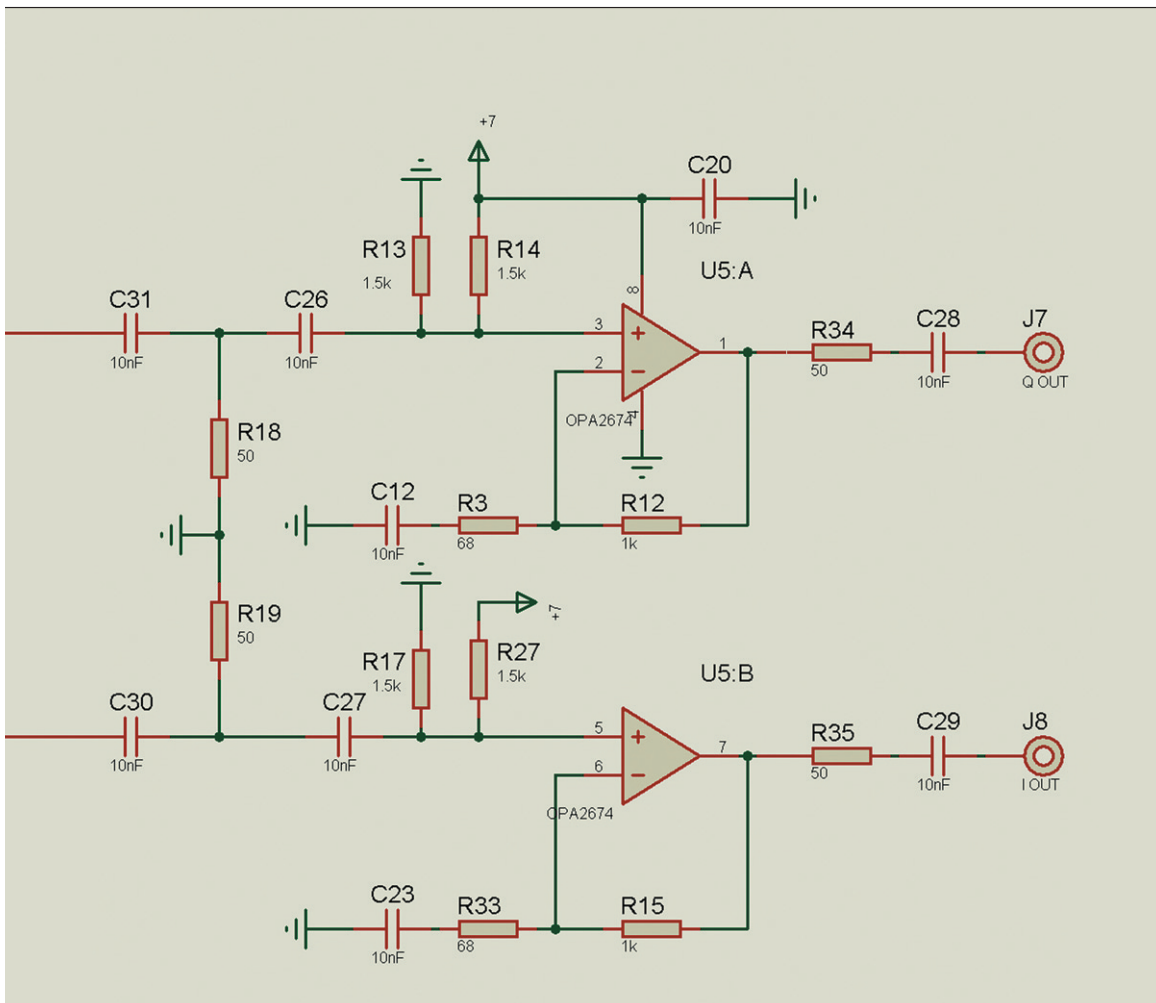 +7
C20
10nF
R13
1.5k
R14
1.5k
U5:A
8
C31
10nF
C26
10nF
3
2
1
R34
50
C28
10nF
J7
Q OUT
OPA2674
4
R18
50
C12
10nF
R3
68
R12
1k
R19
50
+7
R17
1.5k
R27
1.5k
U5:B
C30
10nF
C27
10nF
5
6
7
R35
50
C29
10nF
J8
I OUT
OPA2674
C23
10nF
R33
68
R15
1k